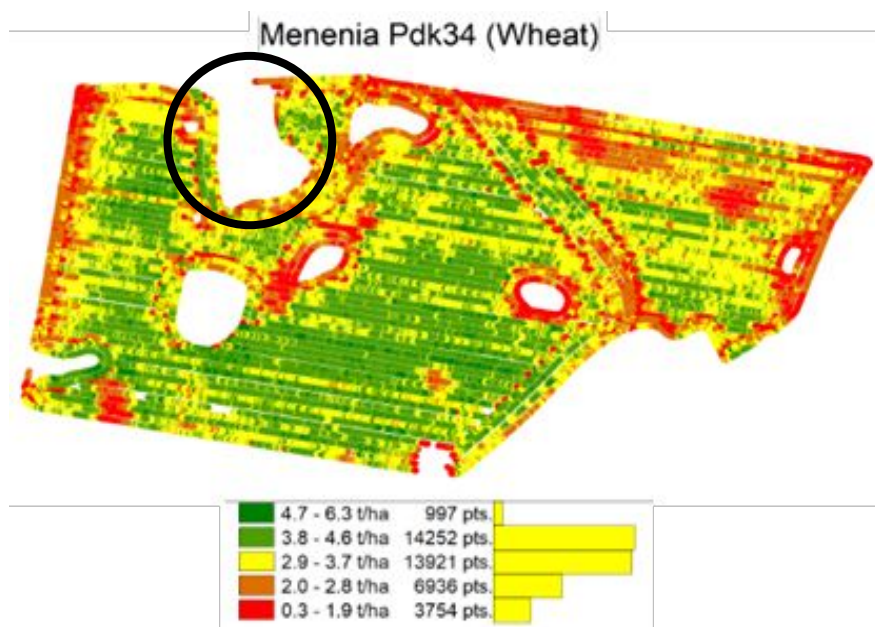 Menenia Pdk34 (Wheat)
4.7 - 6.3 t/ha 997 pts.
3.8 - 4.6 t/ha 14252 pts.
2.9 - 3.7 t/ha 13921 pts.
2.0 - 2.8 t/ha 6936 pts.
0.3 - 1.9 t/ha 3754 pts.